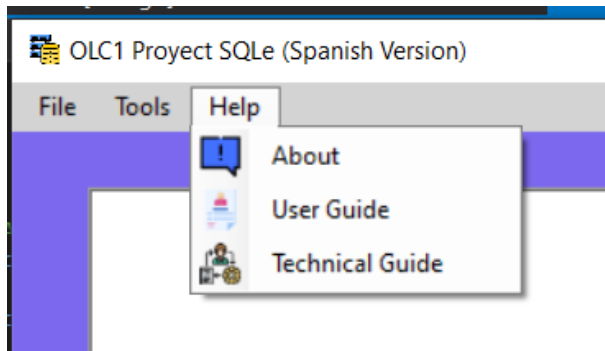 OLC1 Proyect SQLe (Spanish Version)
File Tools Help
About
User Guide
Technical Guide